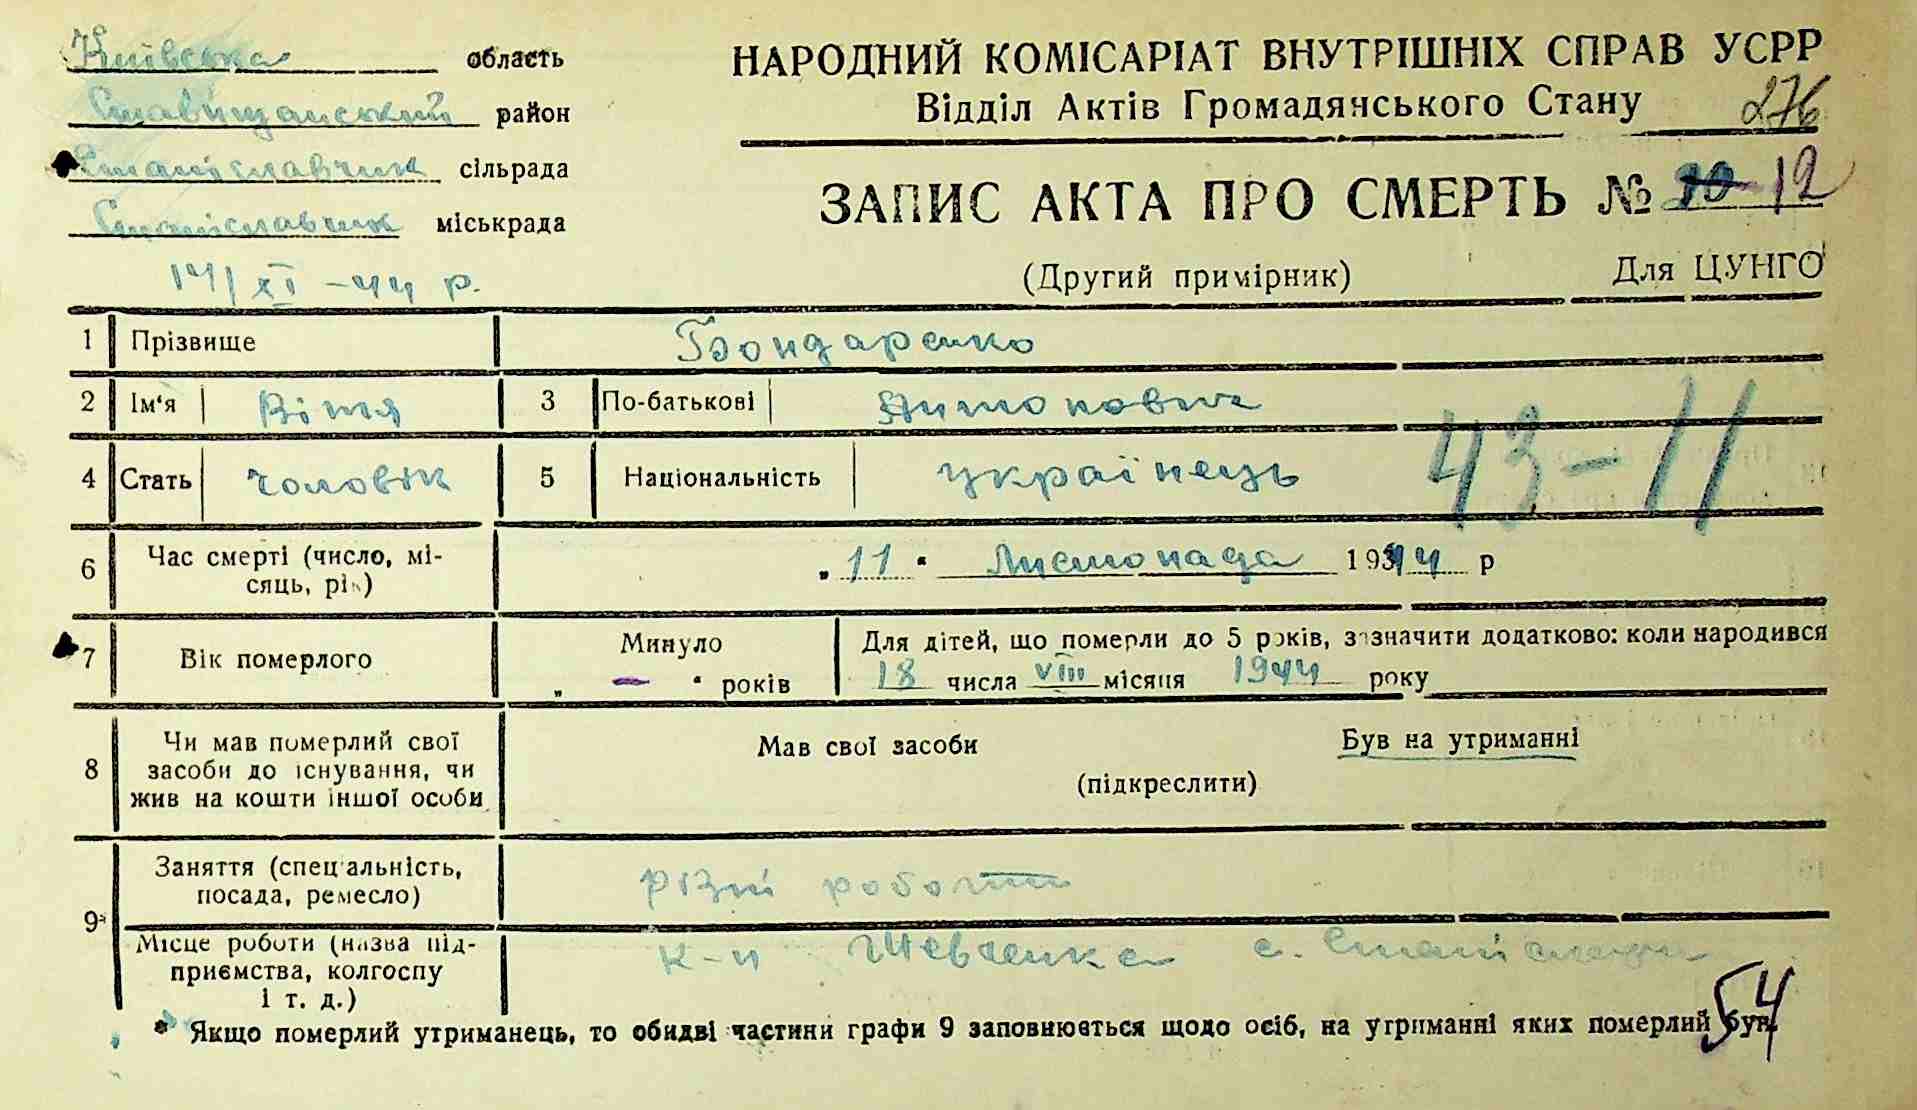 Київська область
Ставищанський район
Станіславчик сільрада
Станіславчик міськрада
14/XI - 44 р.
НАРОДНИЙ КОМІСАРІАТ ВНУТРІШНІХ СПРАВ УСРР
Відділ Актів Громадянського Стану 276
ЗАПИС АКТА ПРО СМЕРТЬ № 12
(Другий примірник) Для ЦУНГО
1 Прізвище Бондаренко
2 Ім'я Вітя 3 По-батькові
4 Стать чоловік 5 Національність українець
43-11
6 Час смерті (число, місяць, рік) „11" Листопада 1944 р
7 Вік померлого Минуло „ — " років Для дітей, що померли до 5 років, зазначити додатково: коли народився
18 числа VIII місяця 1944 року
8 Чи мав померлий свої засоби до існування, чи жив на кошти іншої особи Мав свої засоби Був на утриманні
(підкреслити)
9* Заняття (спеціальність, посада, ремесло) різні роботи
Місце роботи (назва підприємства, колгоспу і т. д.) к-п Шевченка с.
54
* Якщо померлий утриманець, то обидві частини графи 9 заповнюється щодо осіб, на утриманні яких померлий був.